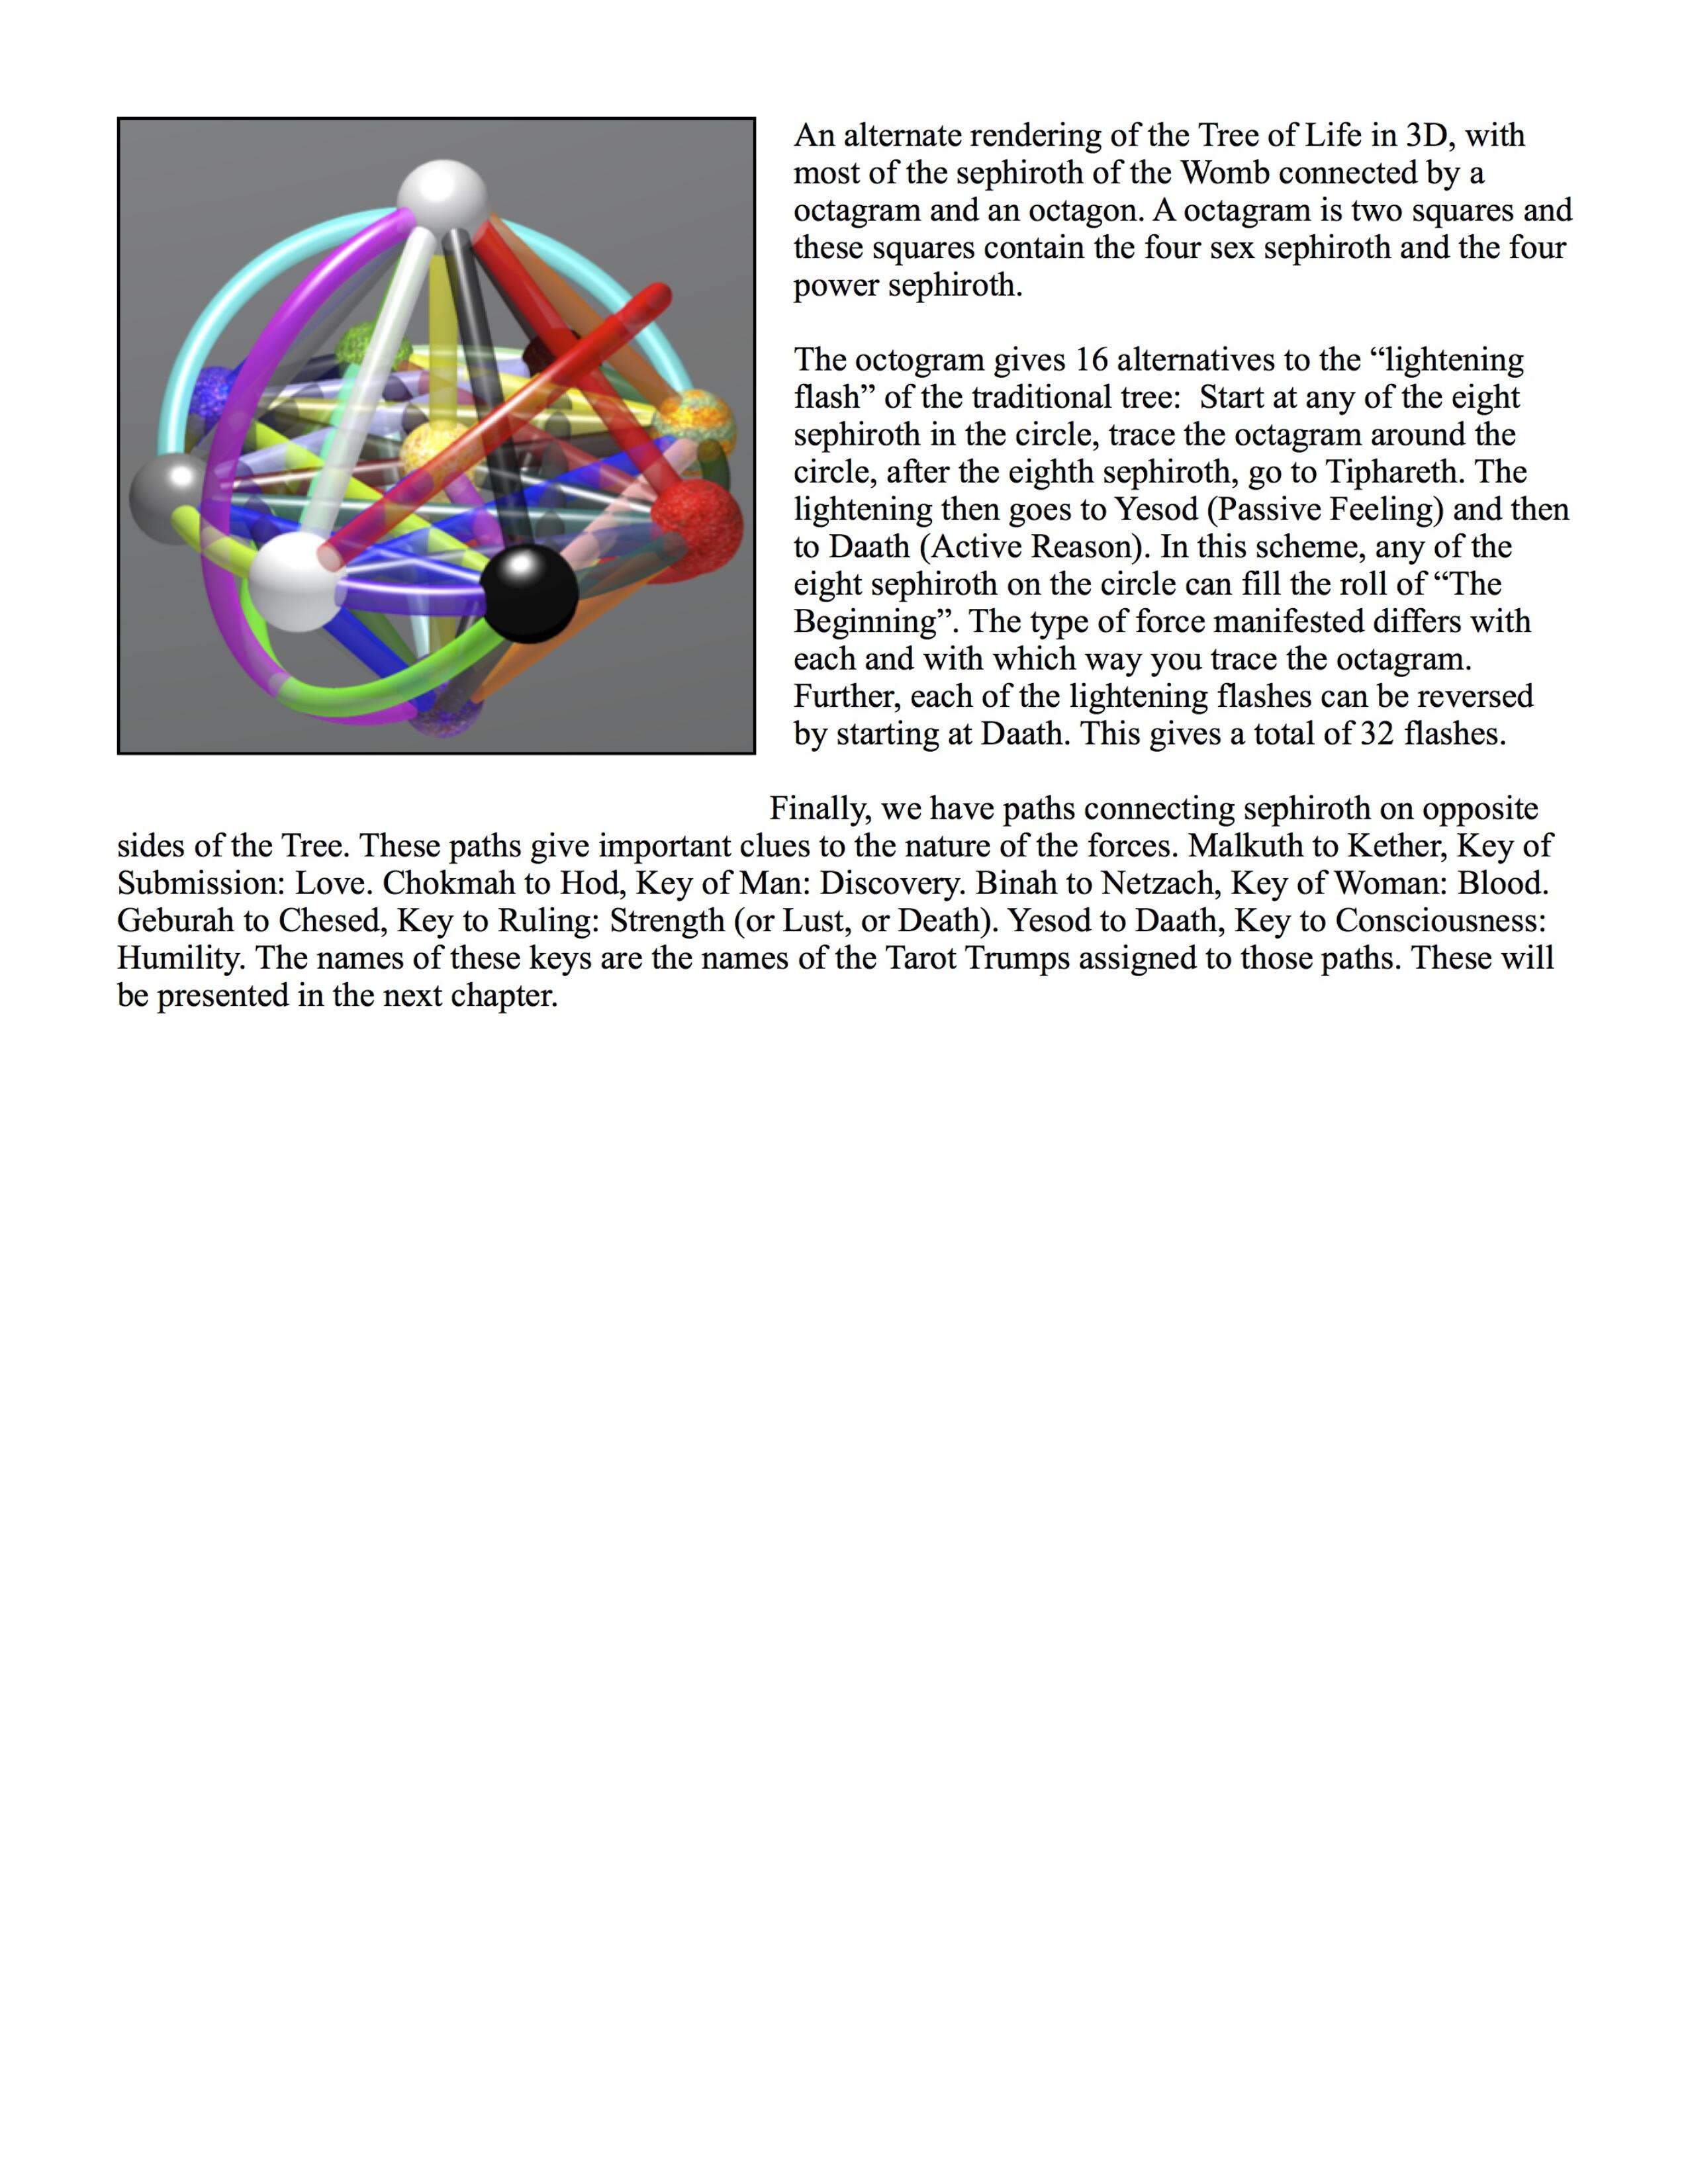 An alternate rendering of the Tree of Life in 3D, with
most of the sephiroth of the Womb connected by a
octagram and an octagon. A octagram is two squares and
these squares contain the four sex sephiroth and the four
power sephiroth.
The octogram gives 16 alternatives to the “lightening
flash” of the traditional tree:  Start at any of the eight
sephiroth in the circle, trace the octagram around the
circle, after the eighth sephiroth, go to Tiphareth. The
lightening then goes to Yesod (Passive Feeling) and then
to Daath (Active Reason). In this scheme, any of the
eight sephiroth on the circle can fill the roll of “The
Beginning”. The type of force manifested differs with
each and with which way you trace the octagram.
Further, each of the lightening flashes can be reversed
by starting at Daath. This gives a total of 32 flashes.
Finally, we have paths connecting sephiroth on opposite
sides of the Tree. These paths give important clues to the nature of the forces. Malkuth to Kether, Key of
Submission: Love. Chokmah to Hod, Key of Man: Discovery. Binah to Netzach, Key of Woman: Blood.
Geburah to Chesed, Key to Ruling: Strength (or Lust, or Death). Yesod to Daath, Key to Consciousness:
Humility. The names of these keys are the names of the Tarot Trumps assigned to those paths. These will
be presented in the next chapter.